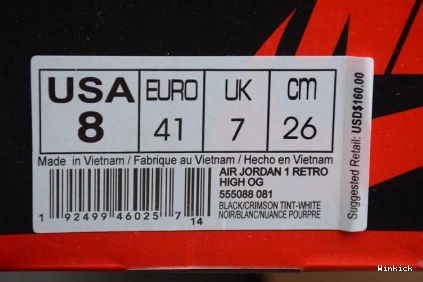 USA EURO UK cm
8 41 7 26
Made in Vietnam / Fabrique au Vietnam / Hecho en Vietnam
AIR JORDAN 1 RETRO
HIGH OG
555088 081
BLACK/CRIMSON TINT-WHITE
NOIR/BLANC/NUANCE POURPRE
1 92499 46025 7
14
Suggested Retail: USD$160.00
Winkick